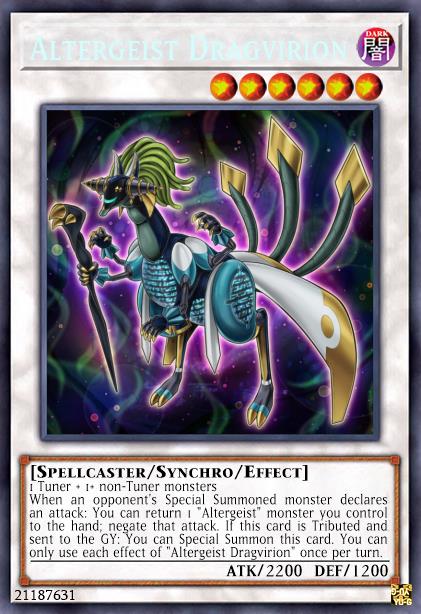 Altergeist Dragvirion
DARK
闇
[Spellcaster/Synchro/Effect]
1 Tuner + 1+ non-Tuner monsters
When an opponent's Special Summoned monster declares
an attack: You can return 1 "Altergeist" monster you control
to the hand; negate that attack. If this card is Tributed and
sent to the GY: You can Special Summon this card. You can
only use each effect of "Altergeist Dragvirion" once per turn.
ATK/2200 DEF/1200
21187631